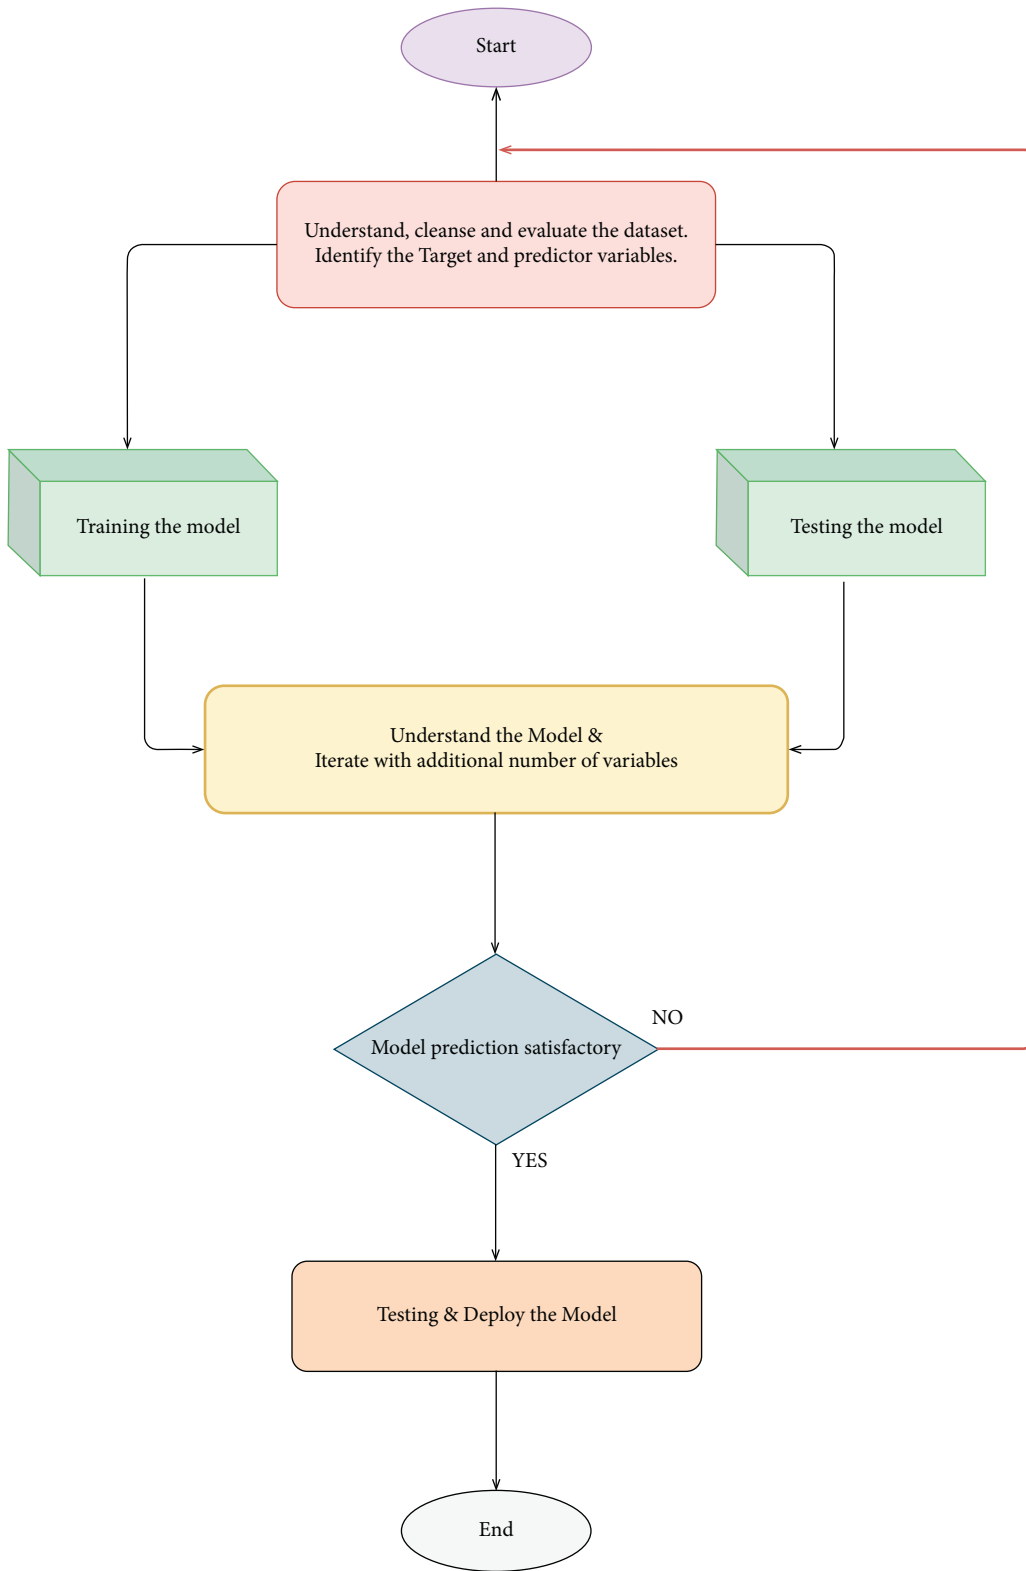 Start
Understand, cleanse and evaluate the dataset.
Identify the Target and predictor variables.
Training the model
Testing the model
Understand the Model &
Iterate with additional number of variables
NO
Model prediction satisfactory
YES
Testing & Deploy the Model
End